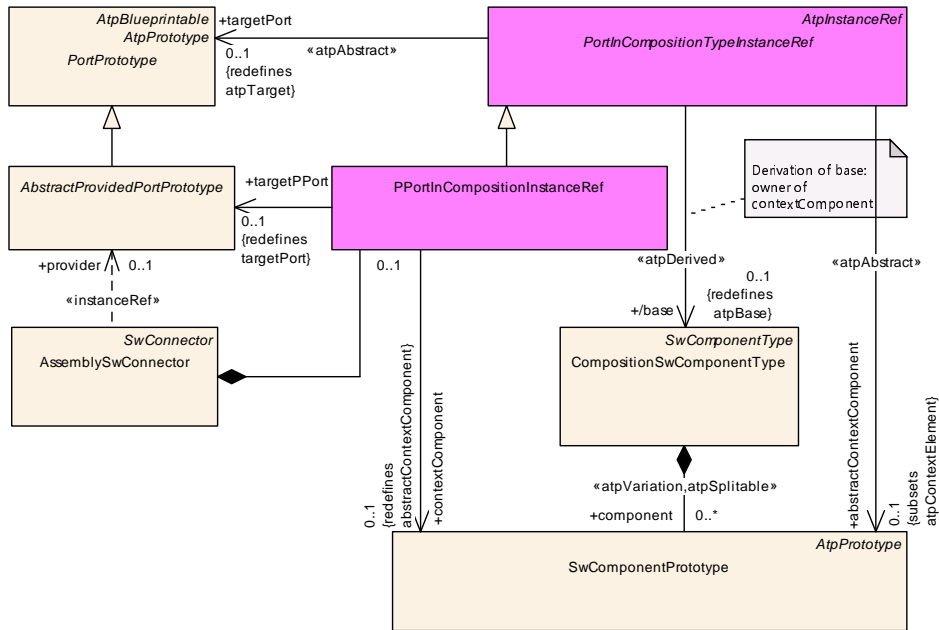 AtpBlueprintable
AtpPrototype
PortPrototype
+targetPort
0..1
{redefines
atpTarget}
«atpAbstract»
AtpInstanceRef
PortInCompositionTypeInstanceRef
AbstractProvidedPortPrototype
+targetPPort
0..1
{redefines
targetPort}
PPortInCompositionInstanceRef
Derivation of base:
owner of
contextComponent
+provider
0..1
«instanceRef»
0..1
«atpDerived»
0..1
{redefines
atpBase}
+/base
«atpAbstract»
SwConnector
AssemblySwConnector
SwComponentType
CompositionSwComponentType
0..1
{redefines
abstractContextComponent}
+contextComponent
«atpVariation,atpSplitable»
+component
0..*
+abstractContextComponent
0..1
{subsets
atpContextElement}
AtpPrototype
SwComponentPrototype